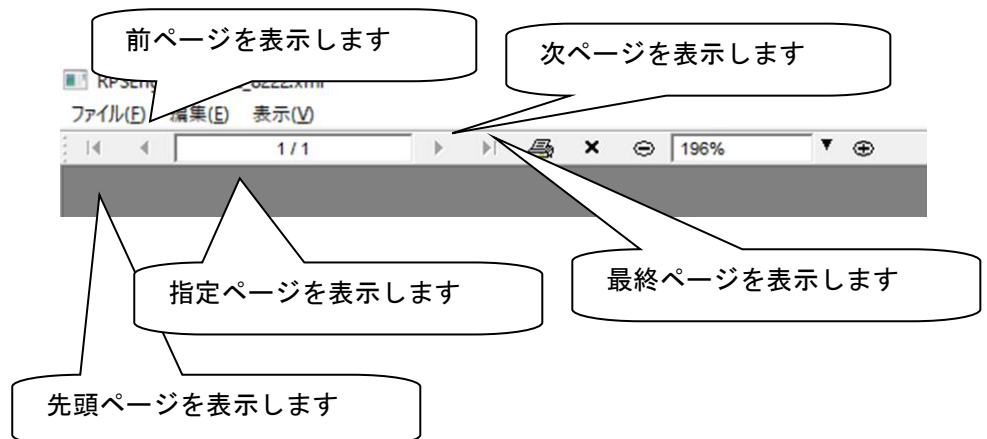 前ページを表示します
次ページを表示します
ファイル(F) 編集(E) 表示(V)
1 / 1
196%
指定ページを表示します
最終ページを表示します
先頭ページを表示します